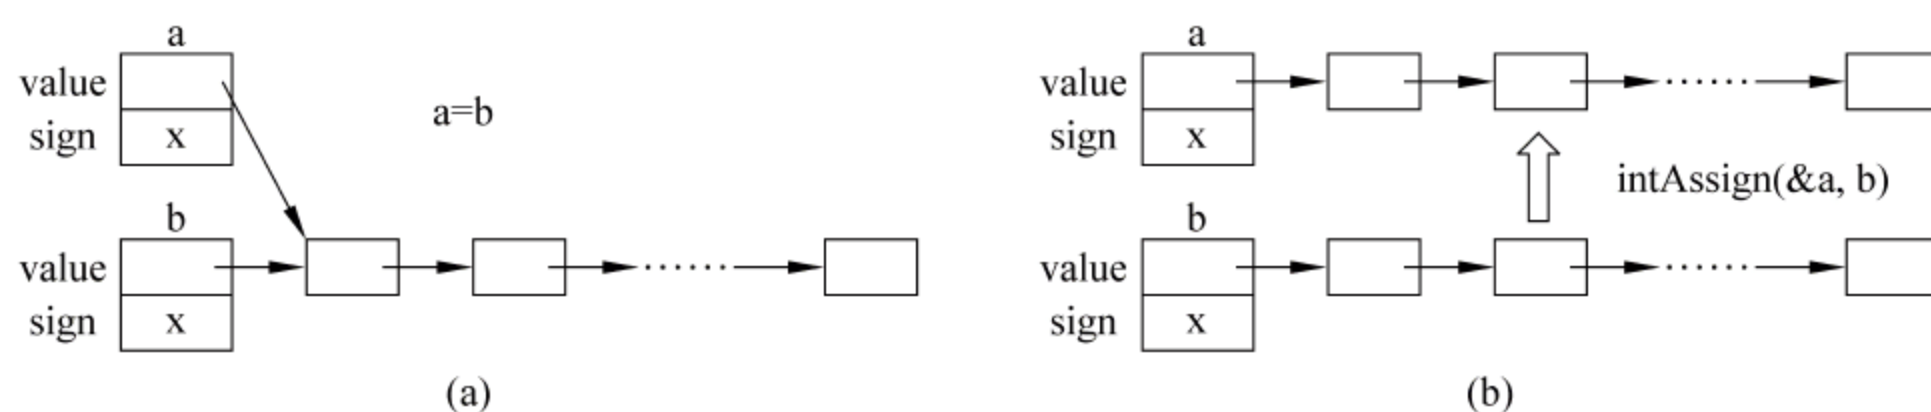 a
value
sign x
a=b
b
value ......
sign x
(a)
a
value ......
sign x
intAssign(&a, b)
b
value ......
sign x
(b)